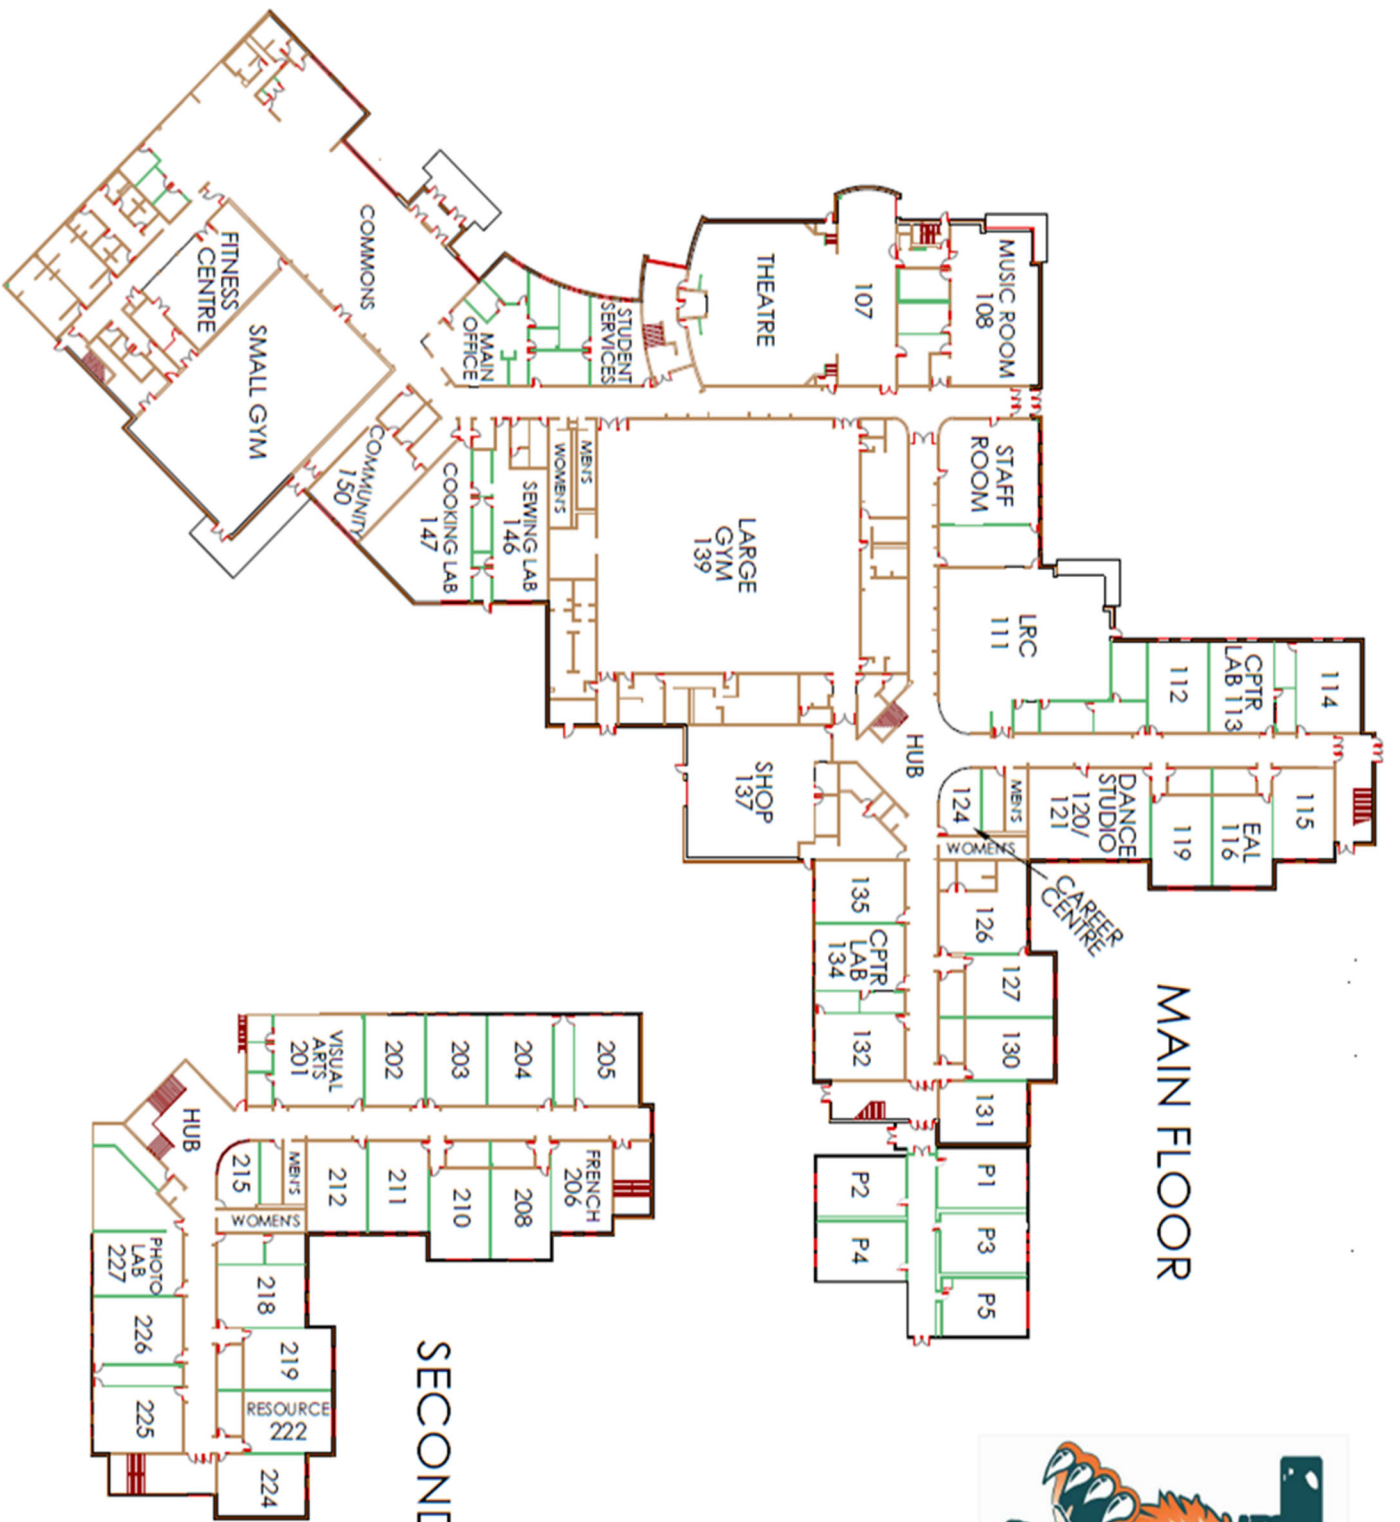 MAIN FLOOR
COMMONS
FITNESS
CENTRE
SMALL GYM
MAIN
OFFICE
STUDENT
SERVICES
THEATRE
107
MUSIC ROOM
108
STAFF
ROOM
COMMUNITY
150
COOKING LAB
147
SEWING LAB
146
MEN'S
WOMEN'S
LARGE
GYM
139
LRC
111
112
CPTR
LAB 113
114
HUB
SHOP
137
124
MEN'S
WOMEN'S
CAREER
CENTRE
DANCE
STUDIO
120/
121
119
EAL
116
115
135
CPTR
LAB
134
132
126
127
130
131
P1
P2
P3
P4
P5
SECOND
VISUAL
ARTS
201
202
203
204
205
HUB
215
MEN'S
WOMEN'S
212
211
210
208
FRENCH
206
PHOTO
LAB
227
226
225
218
219
RESOURCE
222
224